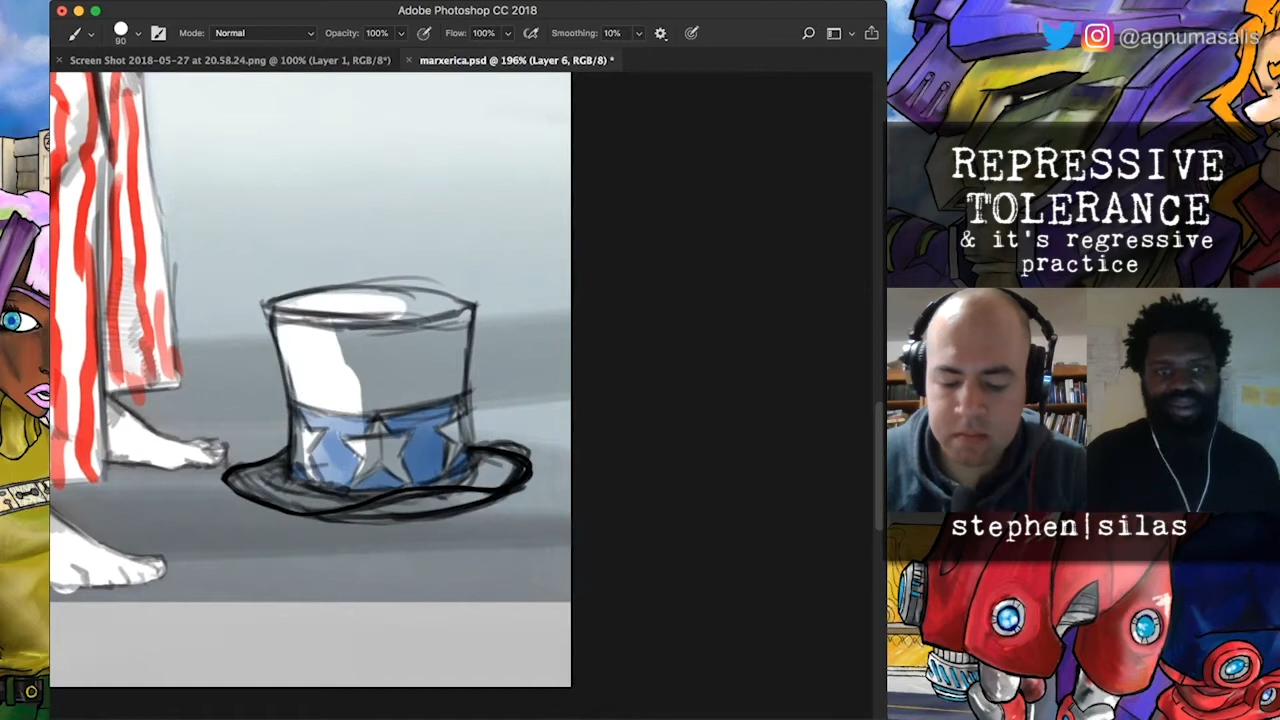 Adobe Photoshop CC 2018
90
Mode: Normal Opacity: 100% Flow: 100% Smoothing: 10%
× Screen Shot 2018-05-27 at 20.58.24.png @ 100% (Layer 1, RGB/8*) × marxerica.psd @ 196% (Layer 6, RGB/8) *
@agnumasalis
REPRESSIVE
TOLERANCE
& it's regressive
practice
stephen|silas